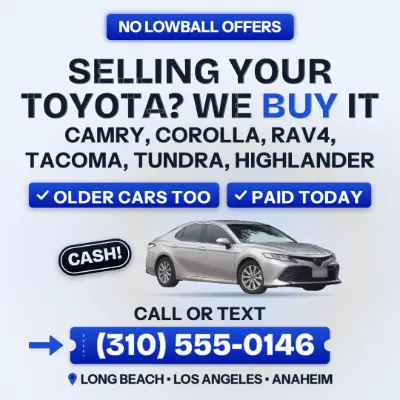 NO LOWBALL OFFERS
SELLING YOUR
TOYOTA? WE BUY IT
CAMRY, COROLLA, RAV4,
TACOMA, TUNDRA, HIGHLANDER
✓ OLDER CARS TOO
✓ PAID TODAY
CASH!
CALL OR TEXT
(310) 555-0146
LONG BEACH • LOS ANGELES • ANAHEIM